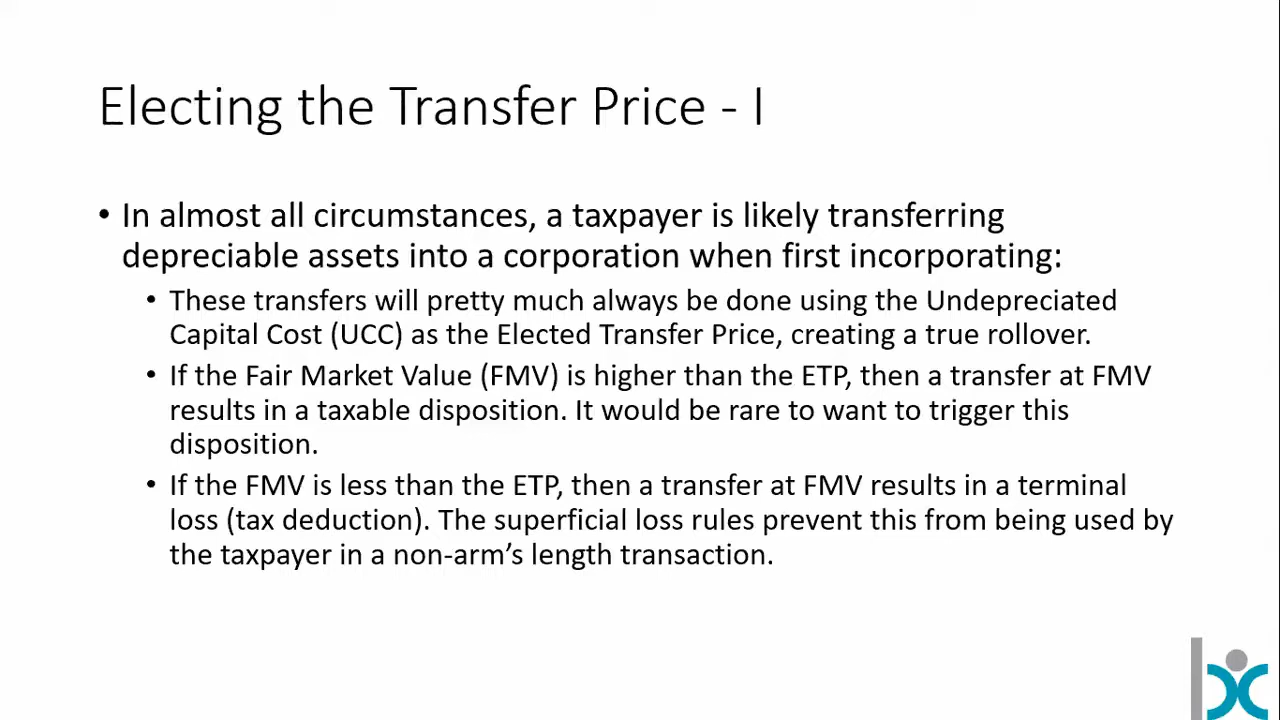 Electing the Transfer Price - I
• In almost all circumstances, a taxpayer is likely transferring
depreciable assets into a corporation when first incorporating:
• These transfers will pretty much always be done using the Undepreciated
Capital Cost (UCC) as the Elected Transfer Price, creating a true rollover.
• If the Fair Market Value (FMV) is higher than the ETP, then a transfer at FMV
results in a taxable disposition. It would be rare to want to trigger this
disposition.
• If the FMV is less than the ETP, then a transfer at FMV results in a terminal
loss (tax deduction). The superficial loss rules prevent this from being used by
the taxpayer in a non-arm’s length transaction.